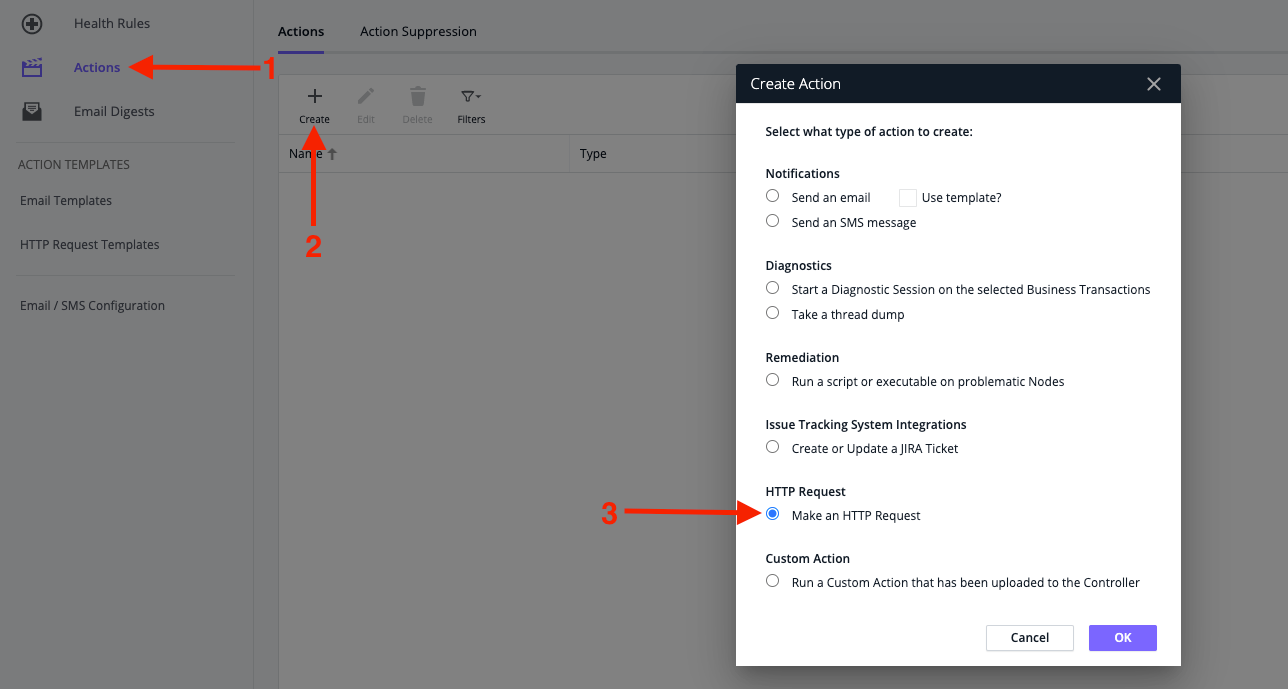 Health Rules
Actions
1
Email Digests
ACTION TEMPLATES
Email Templates
HTTP Request Templates
Email / SMS Configuration
Actions
Action Suppression
Create
Edit
Delete
Filters
Name
Type
2
Create Action
Select what type of action to create:
Notifications
Send an email
Use template?
Send an SMS message
Diagnostics
Start a Diagnostic Session on the selected Business Transactions
Take a thread dump
Remediation
Run a script or executable on problematic Nodes
Issue Tracking System Integrations
Create or Update a JIRA Ticket
HTTP Request
3
Make an HTTP Request
Custom Action
Run a Custom Action that has been uploaded to the Controller
Cancel
OK